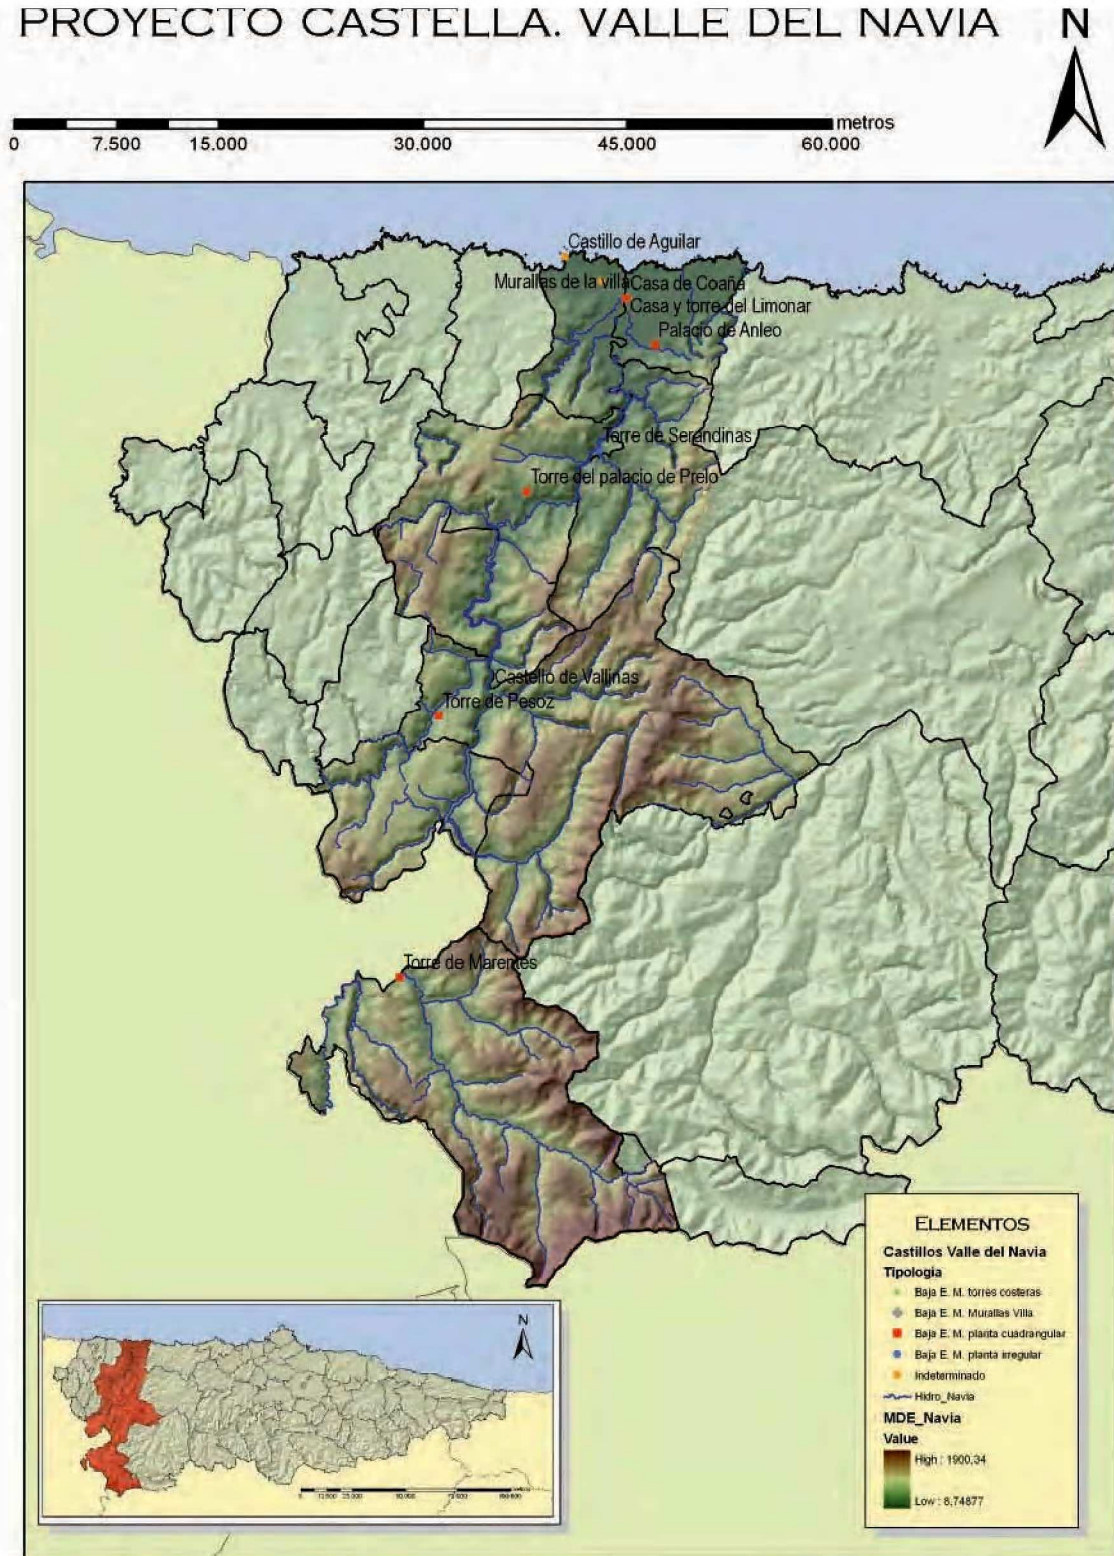 PROYECTO CASTELLA. VALLE DEL NAVIA
N
metros
0 7.500 15.000 30.000 45.000 60.000
Castillo de Aguilar
Murallas de la villa
Casa de Coaña
Casa y torre del Limonar
Palacio de Anleo
Torre de Serandinas
Torre del palacio de Prelo
Castello de Vallinas
Torre de Pesoz
Torre de Marentes
ELEMENTOS
Castillos Valle del Navia
Tipología
Baja E. M. torres costeras
Baja E. M. Murallas Villa
Baja E. M. planta cuadrangular
Baja E. M. planta irregular
Indeterminado
Hidro_Navia
MDE_Navia
Value
High : 1900,34
Low : 8,74877
N